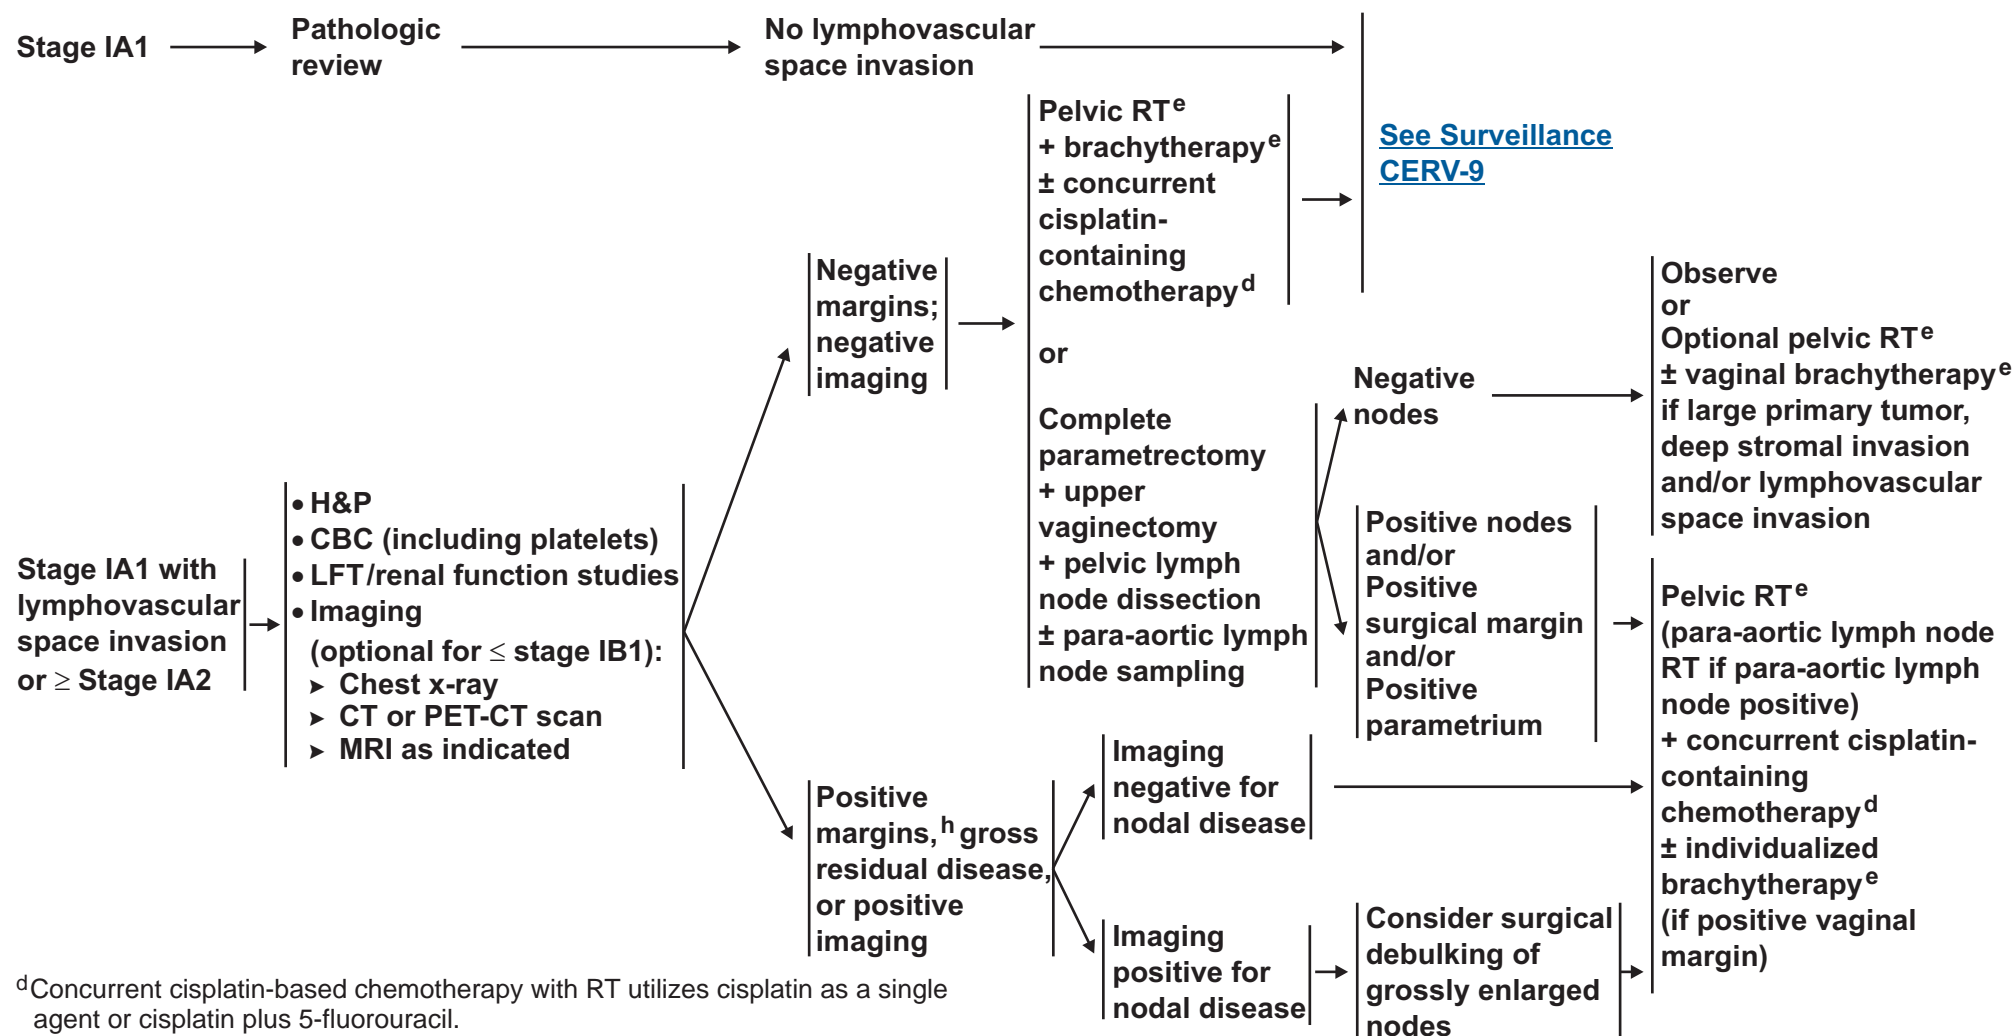 Stage IA1
Pathologic
review
No lymphovascular
space invasion
See Surveillance
CERV-9
Stage IA1 with
lymphovascular
space invasion
or ≥ Stage IA2
• H&P
• CBC (including platelets)
• LFT/renal function studies
• Imaging
(optional for ≤ stage IB1):
➤ Chest x-ray
➤ CT or PET-CT scan
➤ MRI as indicated
Negative
margins;
negative
imaging
Pelvic RTᵉ
+ brachytherapyᵉ
± concurrent
cisplatin-
containing
chemotherapyᵈ
or
Complete
parametrectomy
+ upper
vaginectomy
+ pelvic lymph
node dissection
± para-aortic lymph
node sampling
Negative
nodes
Observe
or
Optional pelvic RTᵉ
± vaginal brachytherapyᵉ
if large primary tumor,
deep stromal invasion
and/or lymphovascular
space invasion
Positive nodes
and/or
Positive
surgical margin
and/or
Positive
parametrium
Positive
margins,ʰ gross
residual disease,
or positive
imaging
Imaging
negative for
nodal disease
Imaging
positive for
nodal disease
Consider surgical
debulking of
grossly enlarged
nodes
Pelvic RTᵉ
(para-aortic lymph node
RT if para-aortic lymph
node positive)
+ concurrent cisplatin-
containing
chemotherapyᵈ
± individualized
brachytherapyᵉ
(if positive vaginal
margin)
ᵈConcurrent cisplatin-based chemotherapy with RT utilizes cisplatin as a single
agent or cisplatin plus 5-fluorouracil.